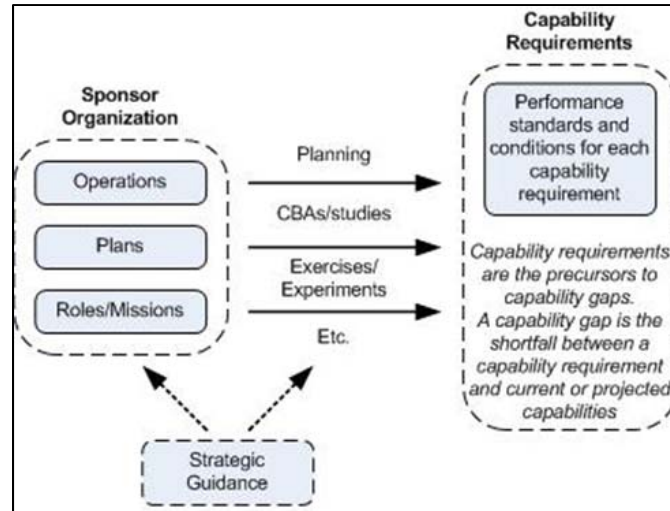 Capability
Requirements
Sponsor
Organization
Operations
Plans
Roles/Missions
Planning
CBAs/studies
Exercises/
Experiments
Etc.
Performance
standards and
conditions for each
capability
requirement
Capability requirements
are the precursors to
capability gaps.
A capability gap is the
shortfall between a
capability requirement
and current or projected
capabilities
Strategic
Guidance